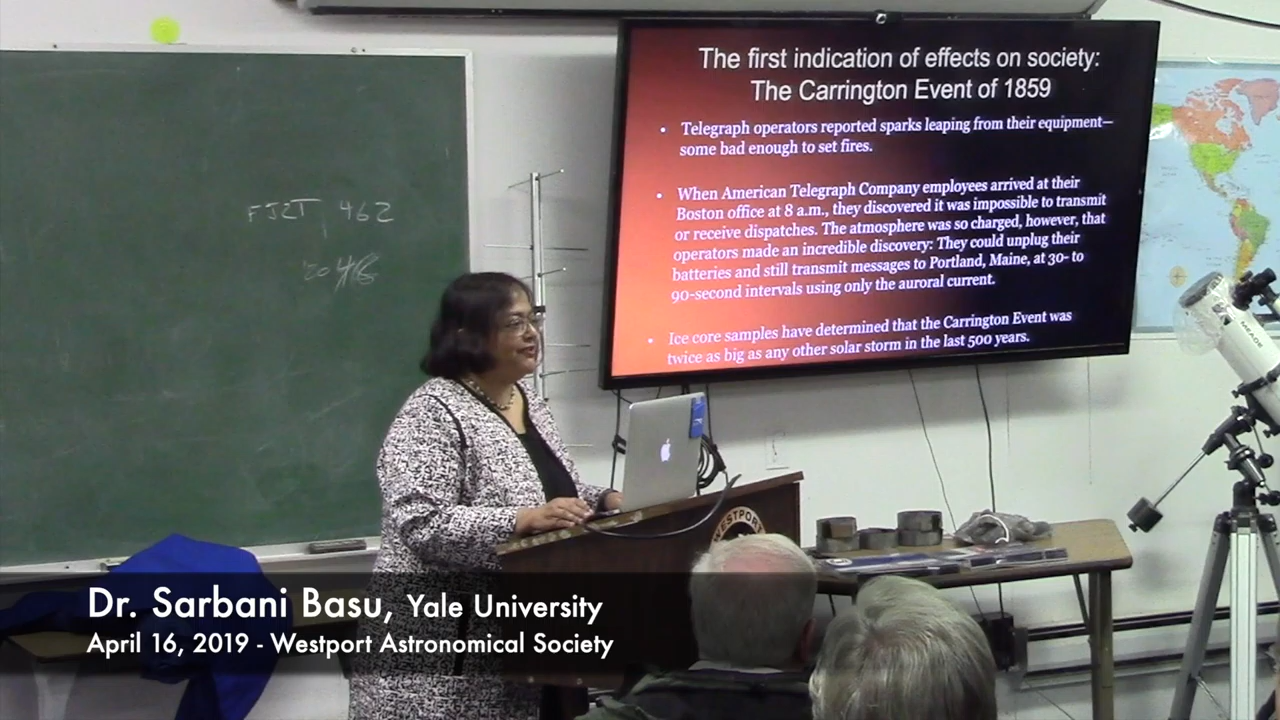 The first indication of effects on society:
The Carrington Event of 1859
• Telegraph operators reported sparks leaping from their equipment—
some bad enough to set fires.
• When American Telegraph Company employees arrived at their
Boston office at 8 a.m., they discovered it was impossible to transmit
or receive dispatches. The atmosphere was so charged, however, that
operators made an incredible discovery: They could unplug their
batteries and still transmit messages to Portland, Maine, at 30- to
90-second intervals using only the auroral current.
• Ice core samples have determined that the Carrington Event was
twice as big as any other solar storm in the last 500 years.
462
MEADE
WESTPORT
Dr. Sarbani Basu, Yale University
April 16, 2019 - Westport Astronomical Society